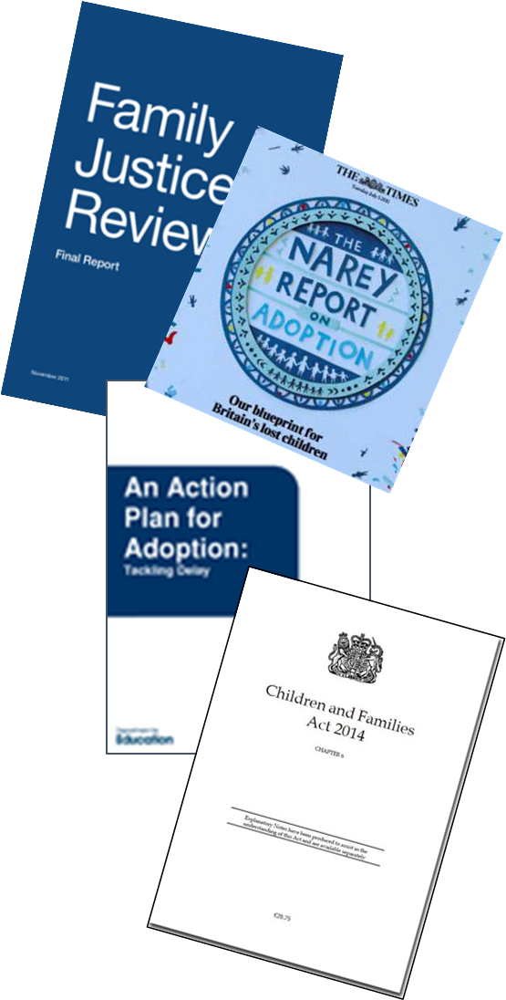 Family
Justice
Review
Final Report
November 2011
THE TIMES
Tuesday July 5 2011
THE
NAREY
REPORT
ON
ADOPTION
Our blueprint for
Britain's lost children
An Action
Plan for
Adoption:
Tackling Delay
Department for
Education
Children and Families
Act 2014
CHAPTER 6
Explanatory Notes have been produced to assist in the
understanding of this Act and are available separately
£28.75